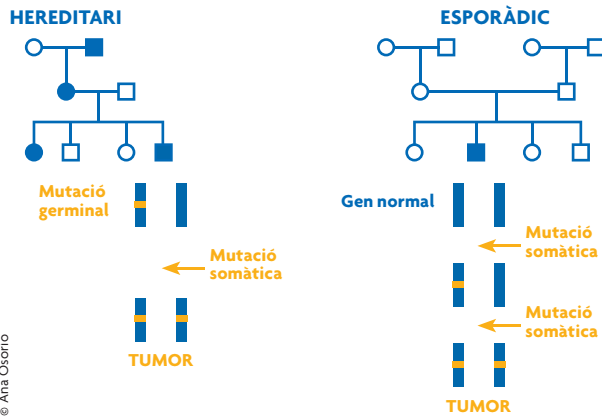 HEREDITARI
Mutació
germinal
Mutació
somàtica
TUMOR
© Ana Osorio
ESPORÀDIC
Gen normal
Mutació
somàtica
Mutació
somàtica
TUMOR